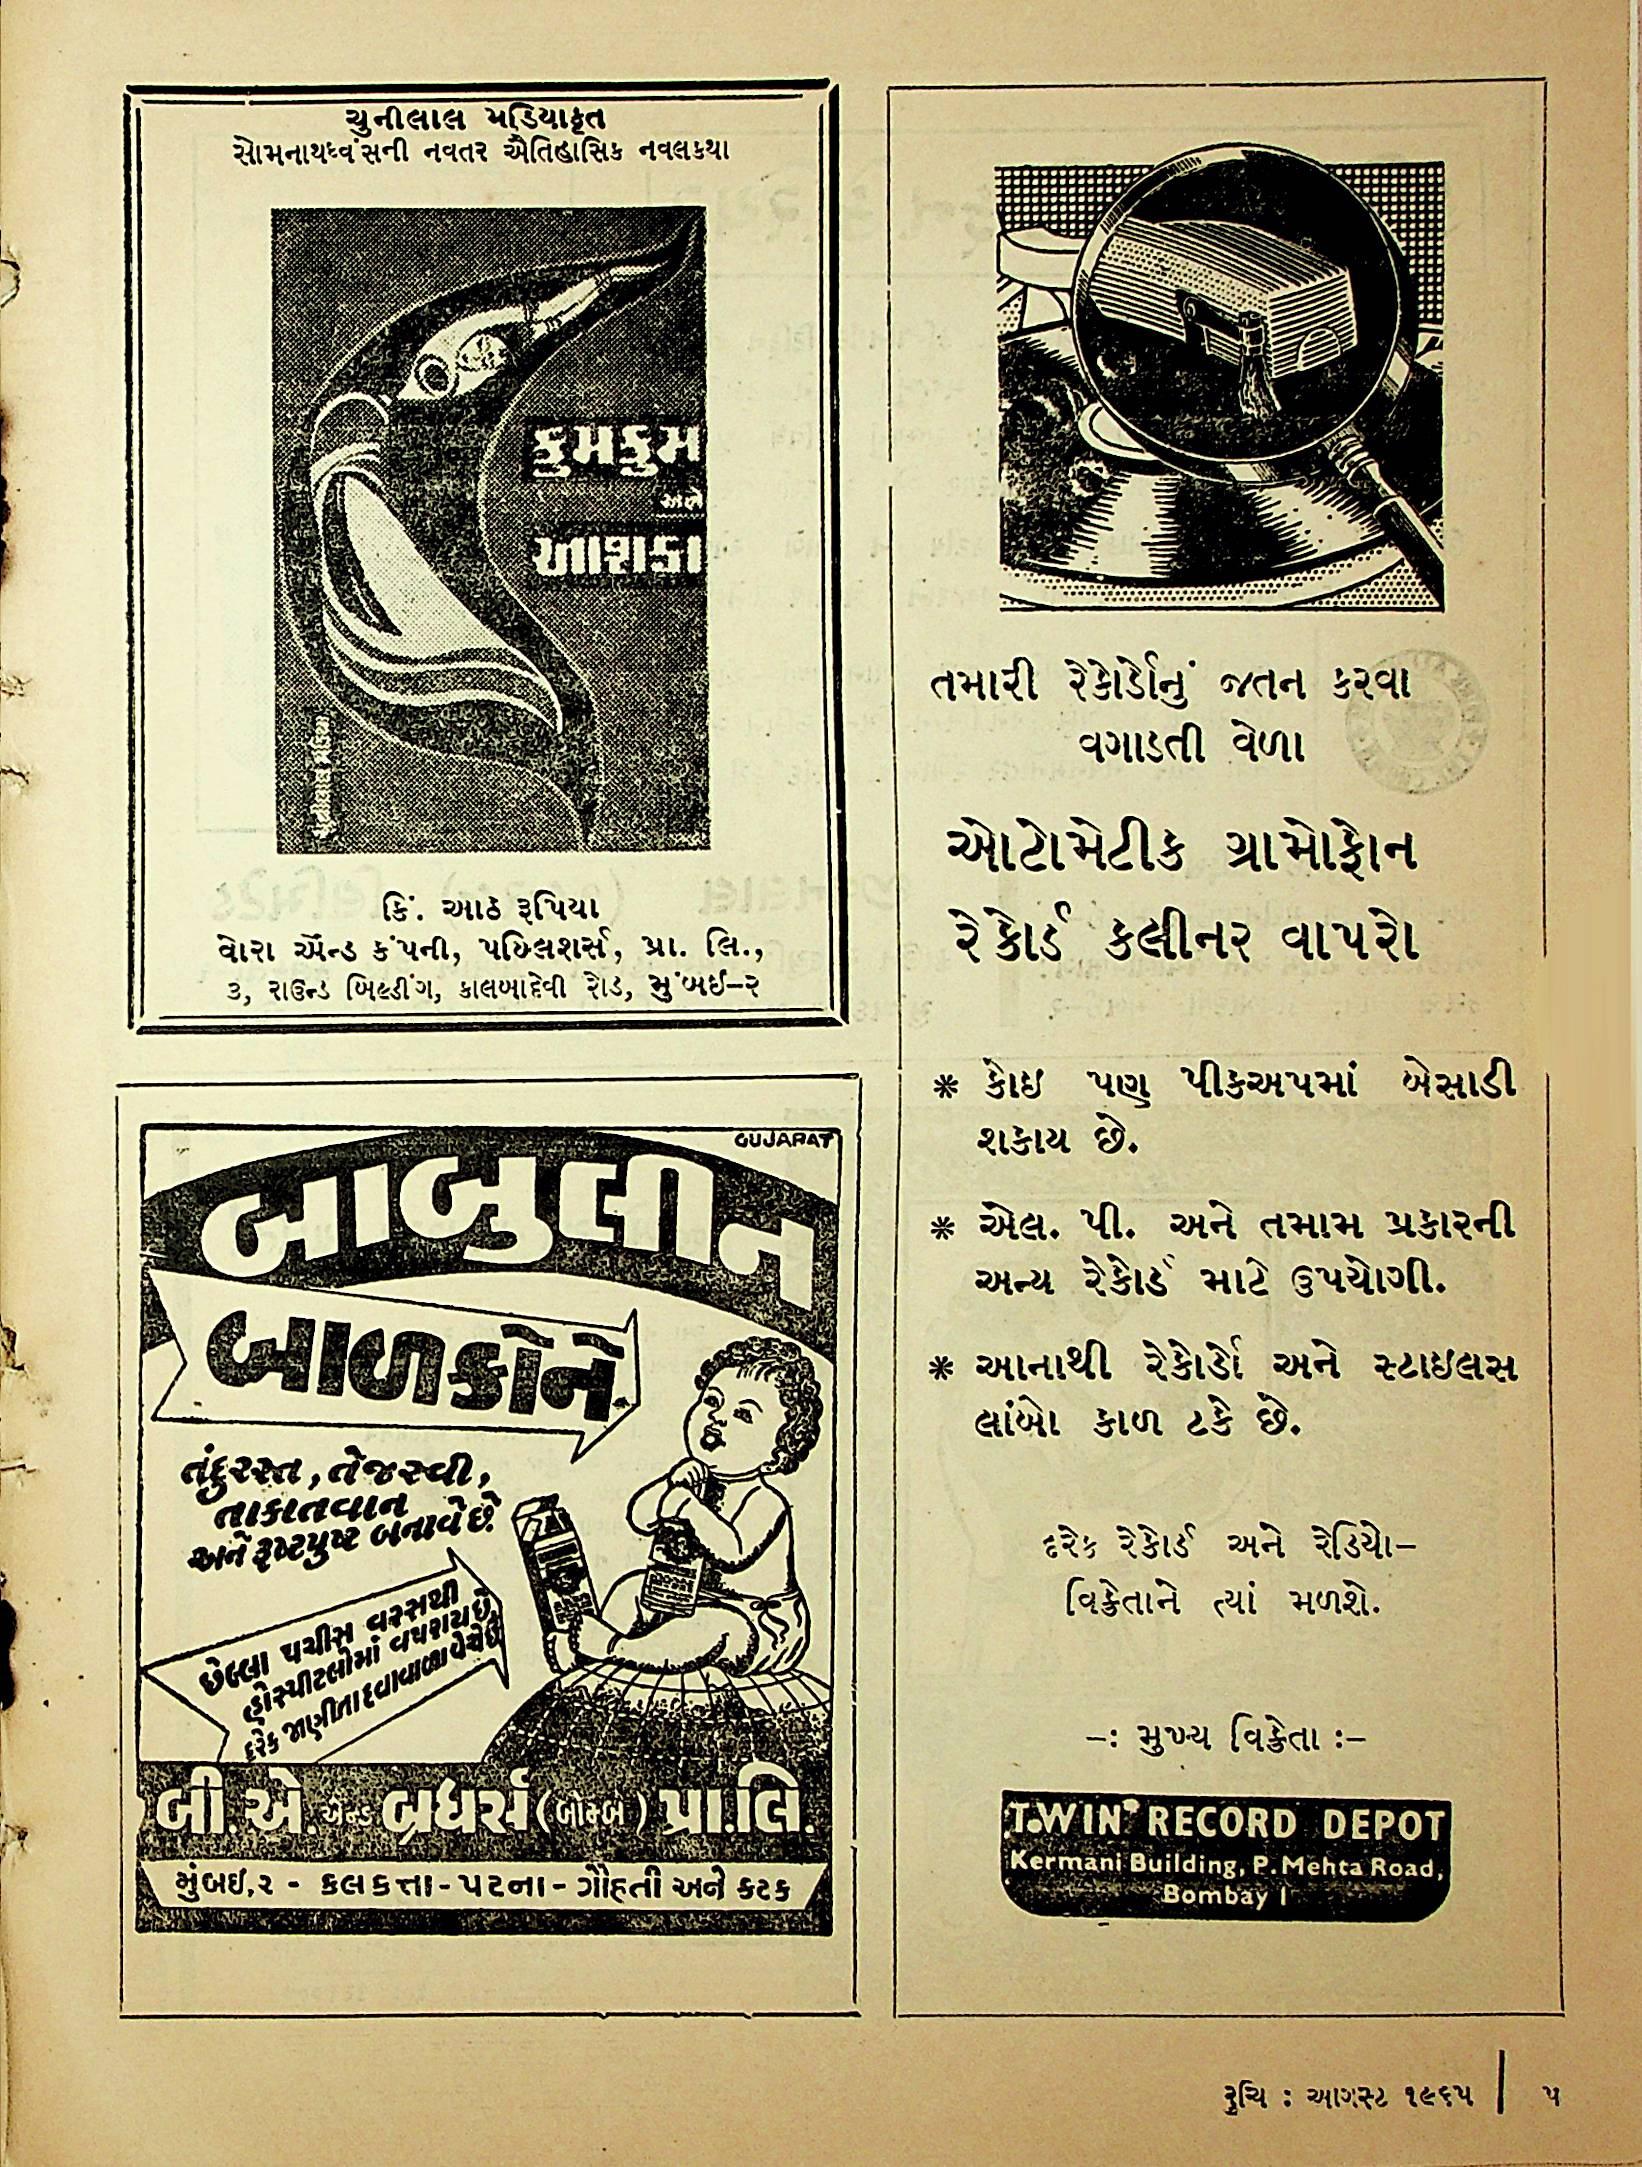 ચુનીલાલ મડિયાકૃત
સોમનાથધ્વંસની નવતર ઐતિહાસિક નવલકથા
કુમકુમ
અને
આશકા
ચુનીલાલ મડિયા
કિં. આઠ રૂપિયા
વોરા ઍન્ડ કંપની, પબ્લિશર્સ, પ્રા. લિ.,
૩, રાઉન્ડ બિલ્ડીંગ, કાલબાદેવી રોડ, મુંબઈ–૨
GUJARAT
બાબુલીન
બાળકોને
તંદુરસ્ત, તેજસ્વી,
તાકાતવાન
અને હૃષ્ટપુષ્ટ બનાવે છે.
છેલ્લા પચીસ વરસથી
હોસ્પીટલોમાં વપરાય છે.
દરેક જાણીતા દવાવાળા વેચે છે.
બી. એ. એન્ડ બ્રધર્સ (બોમ્બે) પ્રા.લિ.
મુંબઇ,૨ - કલકત્તા - પટના - ગૌહતી અને કટક
તમારી રેકોર્ડોનું જતન કરવા
વગાડતી વેળા
ઓટોમેટીક ગ્રામોફોન
રેકોર્ડ કલીનર વાપરો
* કોઇ પણ પીકઅપમાં બેસાડી
શકાય છે.
* એલ. પી. અને તમામ પ્રકારની
અન્ય રેકોર્ડ માટે ઉપયોગી.
* આનાથી રેકોર્ડો અને સ્ટાઇલસ
લાંબો કાળ ટકે છે.
દરેક રેકોર્ડ અને રેડિયો–
વિક્રેતાને ત્યાં મળશે.
–: મુખ્ય વિક્રેતા :–
TWIN RECORD DEPOT
Kermani Building, P. Mehta Road,
Bombay 1
રુચિ : ઑગસ્ટ ૧૯૬૫ | ૫